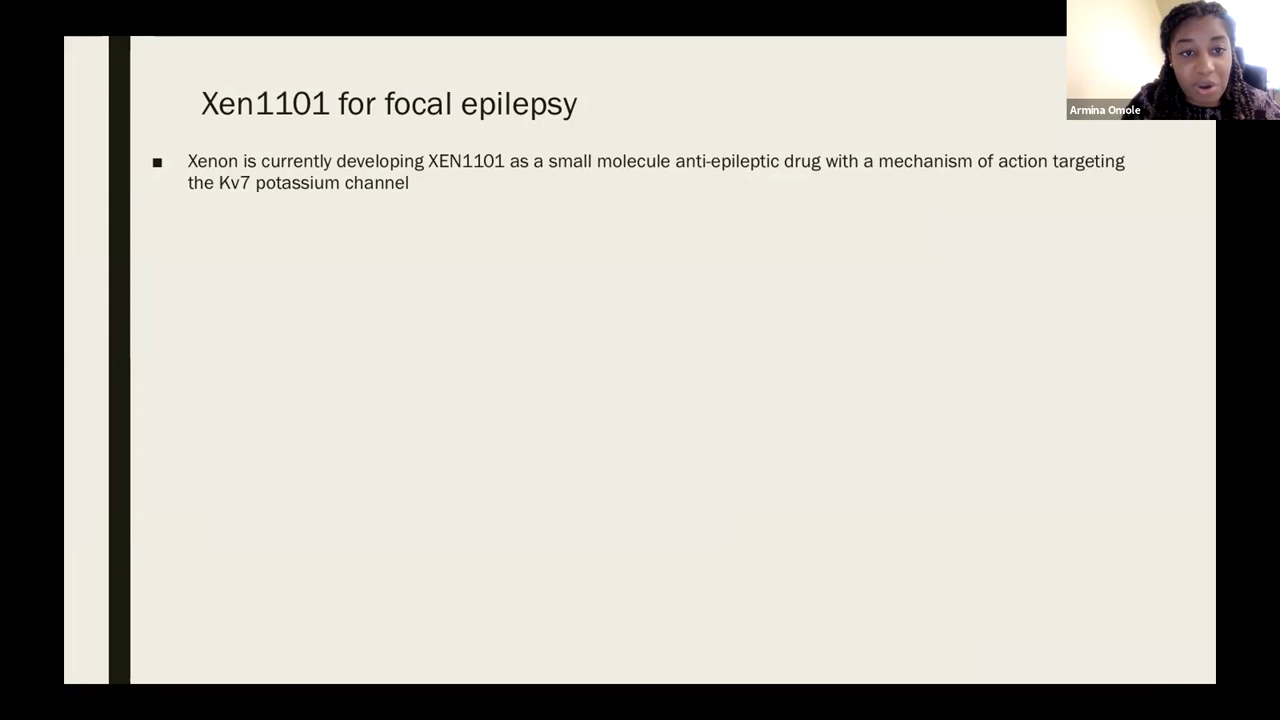 Xen1101 for focal epilepsy
■ Xenon is currently developing XEN1101 as a small molecule anti-epileptic drug with a mechanism of action targeting
the Kv7 potassium channel
Armina Omole